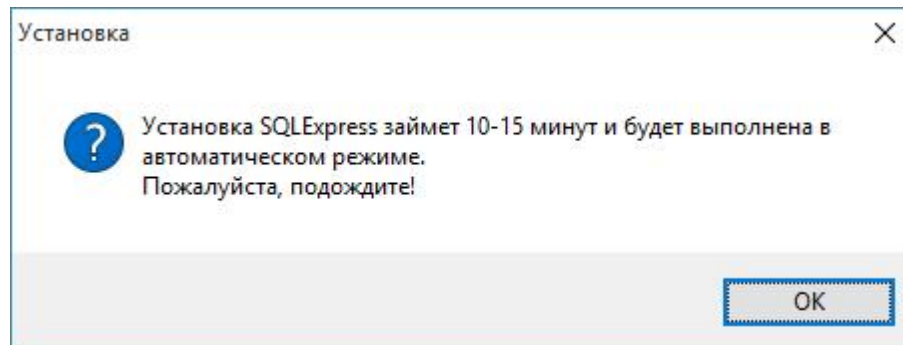 Установка
Установка SQLExpress займет 10-15 минут и будет выполнена в
автоматическом режиме.
Пожалуйста, подождите!
OK